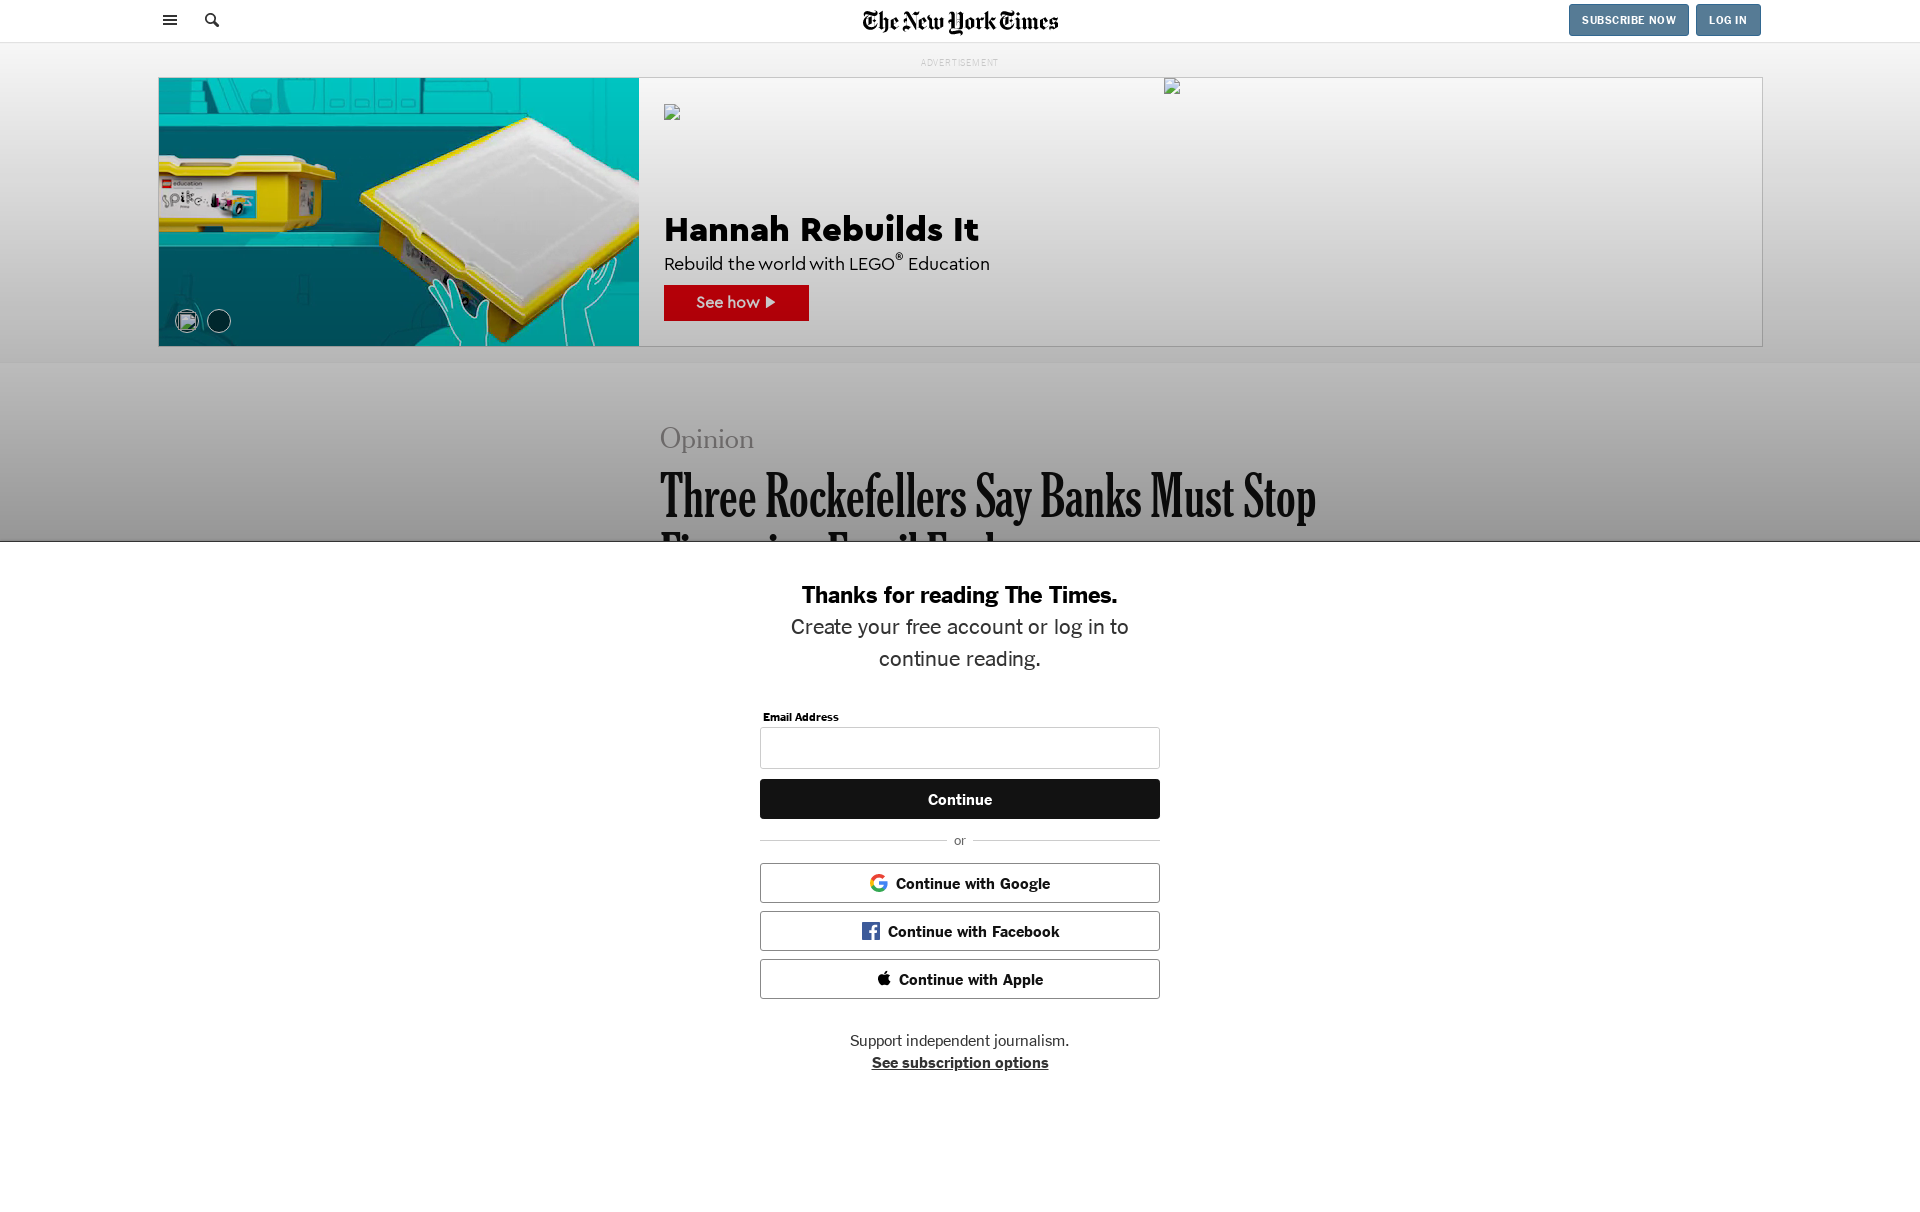 The New York Times
SUBSCRIBE NOW
LOG IN
ADVERTISEMENT
education
spike
Hannah Rebuilds It
Rebuild the world with LEGO® Education
See how
Opinion
Three Rockefellers Say Banks Must Stop
Thanks for reading The Times.
Create your free account or log in to
continue reading.
Email Address
Continue
or
Continue with Google
Continue with Facebook
Continue with Apple
Support independent journalism.
See subscription options